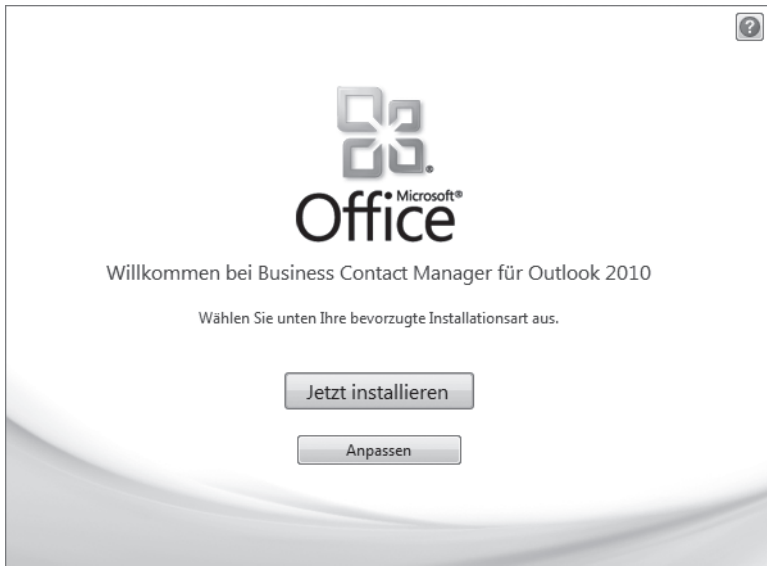 ?
Microsoft®
Office
Willkommen bei Business Contact Manager für Outlook 2010
Wählen Sie unten Ihre bevorzugte Installationsart aus.
Jetzt installieren
Anpassen